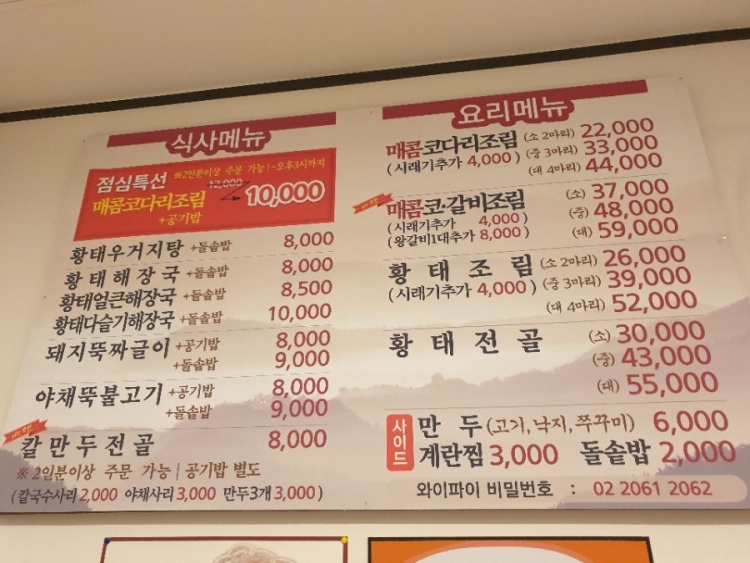 식사메뉴
점심특선 ※2인분이상 주문 가능 | ~오후3시까지
매콤코다리조림 12,000 10,000
+공기밥
황태우거지탕 +돌솥밥 8,000
황태해장국 +돌솥밥 8,000
황태얼큰해장국 +돌솥밥 8,500
황태다슬기해장국 +돌솥밥 10,000
돼지뚝짜글이 +공기밥 8,000
+돌솥밥 9,000
야채뚝불고기 +공기밥 8,000
+돌솥밥 9,000
칼만두전골 8,000
※ 2인분이상 주문 가능 | 공기밥 별도
(칼국수사리 2,000 야채사리 3,000 만두3개 3,000)
요리메뉴
매콤코다리조림 (소 2마리) 22,000
(시래기추가 4,000) (중 3마리) 33,000
(대 4마리) 44,000
매콤코·갈비조림 (소) 37,000
(시래기추가 4,000) (중) 48,000
(왕갈비1대추가 8,000) (대) 59,000
황태조림 (소 2마리) 26,000
(시래기추가 4,000) (중 3마리) 39,000
(대 4마리) 52,000
황태전골 (소) 30,000
(중) 43,000
(대) 55,000
사이드
만두 (고기,낙지,쭈꾸미) 6,000
계란찜 3,000 돌솥밥 2,000
와이파이 비밀번호 : 02 2061 2062